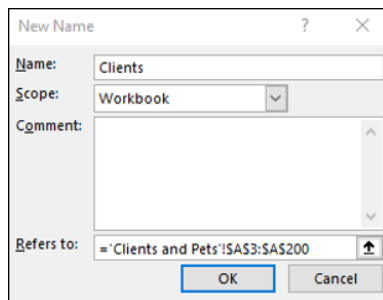 New Name ?
Name: Clients
Scope: Workbook
Comment:
Refers to: ='Clients and Pets'!$A$3:$A$200
OK Cancel